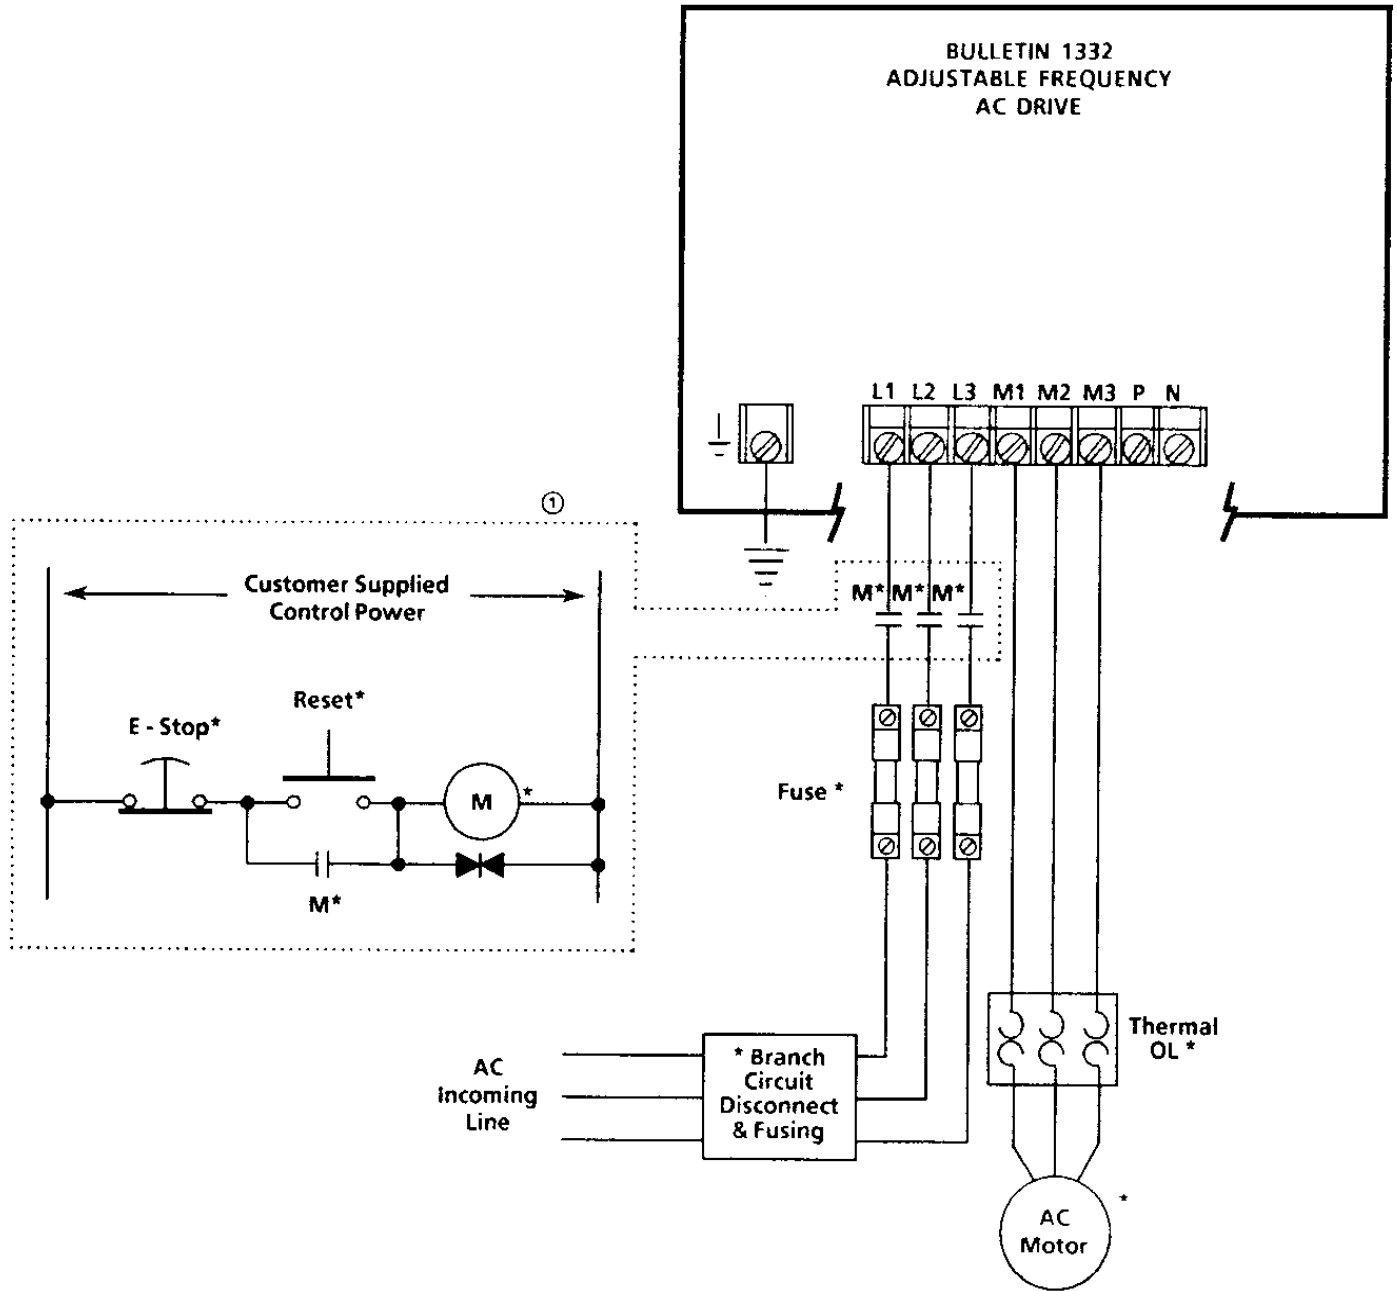 BULLETIN 1332
ADJUSTABLE FREQUENCY
AC DRIVE
L1 L2 L3 M1 M2 M3 P N
①
Customer Supplied
Control Power
M* M* M*
Reset*
E - Stop*
M *
M*
Fuse *
Thermal
OL *
AC
Incoming
Line
* Branch
Circuit
Disconnect
& Fusing
AC
Motor
*